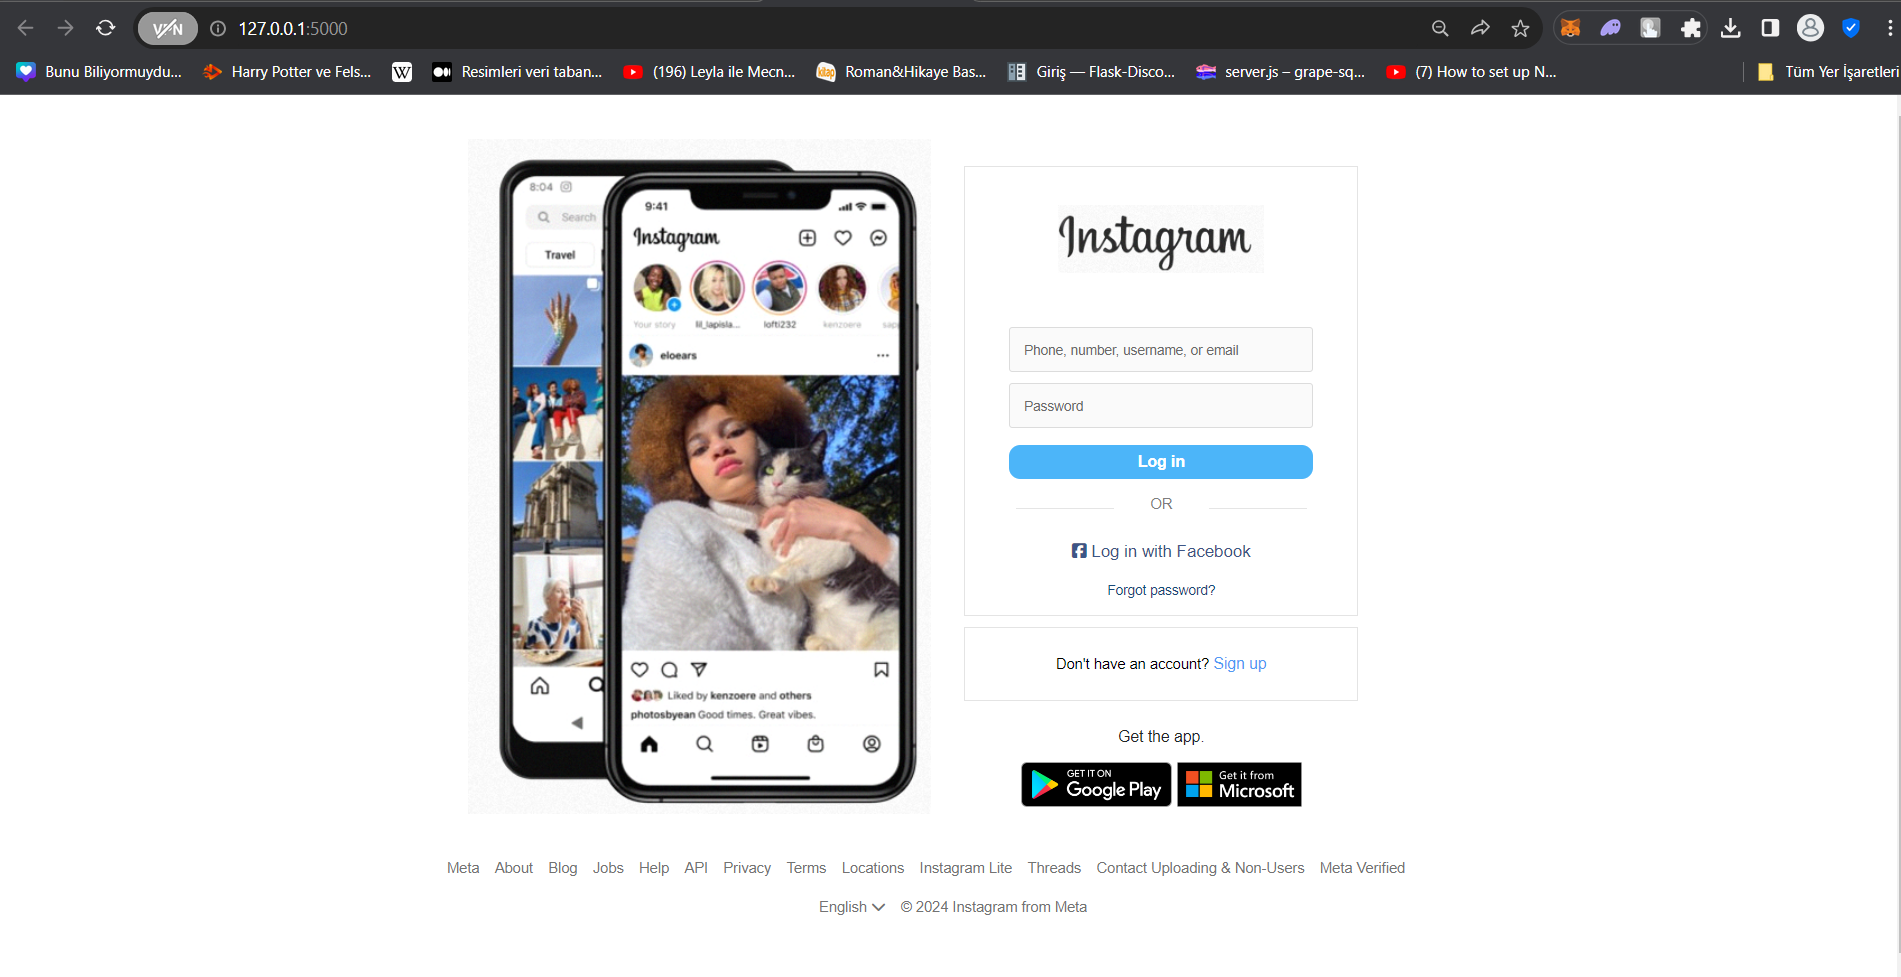 VPN 127.0.0.1:5000
Bunu Biliyormuydu... Harry Potter ve Fels... W Resimleri veri taban... (196) Leyla ile Mecn... kitap Roman&Hikaye Bas... Giriş — Flask-Disco... server.js – grape-sq... (7) How to set up N... Tüm Yer İşaretleri
8:04
Search
Travel
9:41
Instagram
Your story lil_lapisla... lofti232 kenzoere sap
eloears
Liked by kenzoere and others
photosbyean Good times. Great vibes.
Instagram
Phone, number, username, or email
Password
Log in
OR
Log in with Facebook
Forgot password?
Don't have an account? Sign up
Get the app.
GET IT ON
Google Play
Get it from
Microsoft
Meta About Blog Jobs Help API Privacy Terms Locations Instagram Lite Threads Contact Uploading & Non-Users Meta Verified
English © 2024 Instagram from Meta